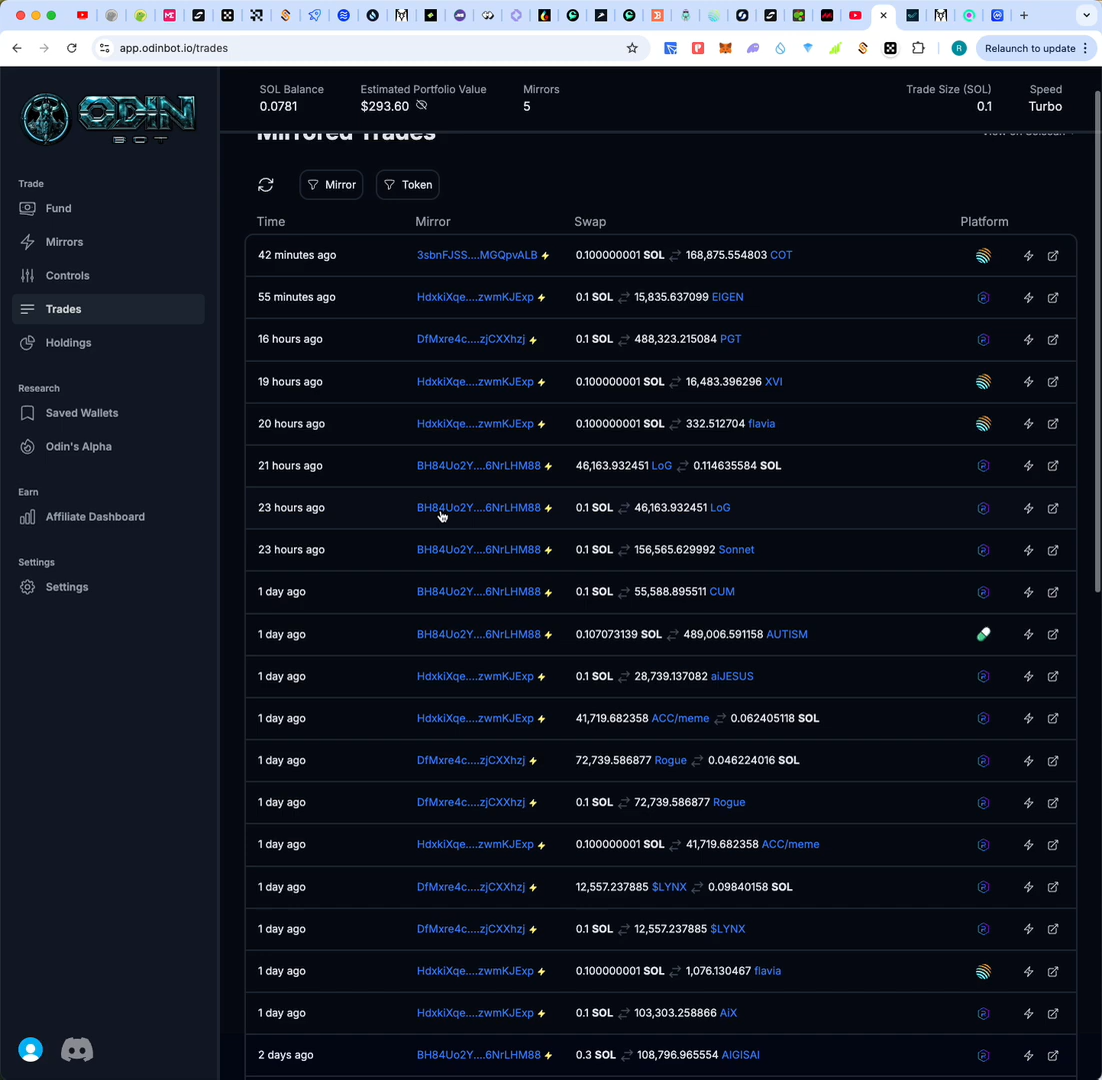 app.odinbot.io/trades
R
Relaunch to update
ODIN
BOT
SOL Balance
0.0781
Estimated Portfolio Value
$293.60
Mirrors
5
Trade Size (SOL)
0.1
Speed
Turbo
Trade
Fund
Mirrors
Controls
Trades
Holdings
Research
Saved Wallets
Odin's Alpha
Earn
Affiliate Dashboard
Settings
Settings
Mirrored Trades
Mirror
Token
Time Mirror Swap Platform
42 minutes ago 3sbnFJSS....MGQpvALB 0.100000001 SOL 168,875.554803 COT
55 minutes ago HdxkiXqe....zwmKJExp 0.1 SOL 15,835.637099 EIGEN
16 hours ago DfMxre4c....zjCXXhzj 0.1 SOL 488,323.215084 PGT
19 hours ago HdxkiXqe....zwmKJExp 0.100000001 SOL 16,483.396296 XVI
20 hours ago HdxkiXqe....zwmKJExp 0.100000001 SOL 332.512704 flavia
21 hours ago BH84Uo2Y....6NrLHM88 46,163.932451 LoG 0.114635584 SOL
23 hours ago BH84Uo2Y....6NrLHM88 0.1 SOL 46,163.932451 LoG
23 hours ago BH84Uo2Y....6NrLHM88 0.1 SOL 156,565.629992 Sonnet
1 day ago BH84Uo2Y....6NrLHM88 0.1 SOL 55,588.895511 CUM
1 day ago BH84Uo2Y....6NrLHM88 0.107073139 SOL 489,006.591158 AUTISM
1 day ago HdxkiXqe....zwmKJExp 0.1 SOL 28,739.137082 aiJESUS
1 day ago HdxkiXqe....zwmKJExp 41,719.682358 ACC/meme 0.062405118 SOL
1 day ago DfMxre4c....zjCXXhzj 72,739.586877 Rogue 0.046224016 SOL
1 day ago DfMxre4c....zjCXXhzj 0.1 SOL 72,739.586877 Rogue
1 day ago HdxkiXqe....zwmKJExp 0.100000001 SOL 41,719.682358 ACC/meme
1 day ago DfMxre4c....zjCXXhzj 12,557.237885 $LYNX 0.09840158 SOL
1 day ago DfMxre4c....zjCXXhzj 0.1 SOL 12,557.237885 $LYNX
1 day ago HdxkiXqe....zwmKJExp 0.100000001 SOL 1,076.130467 flavia
1 day ago HdxkiXqe....zwmKJExp 0.1 SOL 103,303.258866 AiX
2 days ago BH84Uo2Y....6NrLHM88 0.3 SOL 108,796.965554 AIGISAI